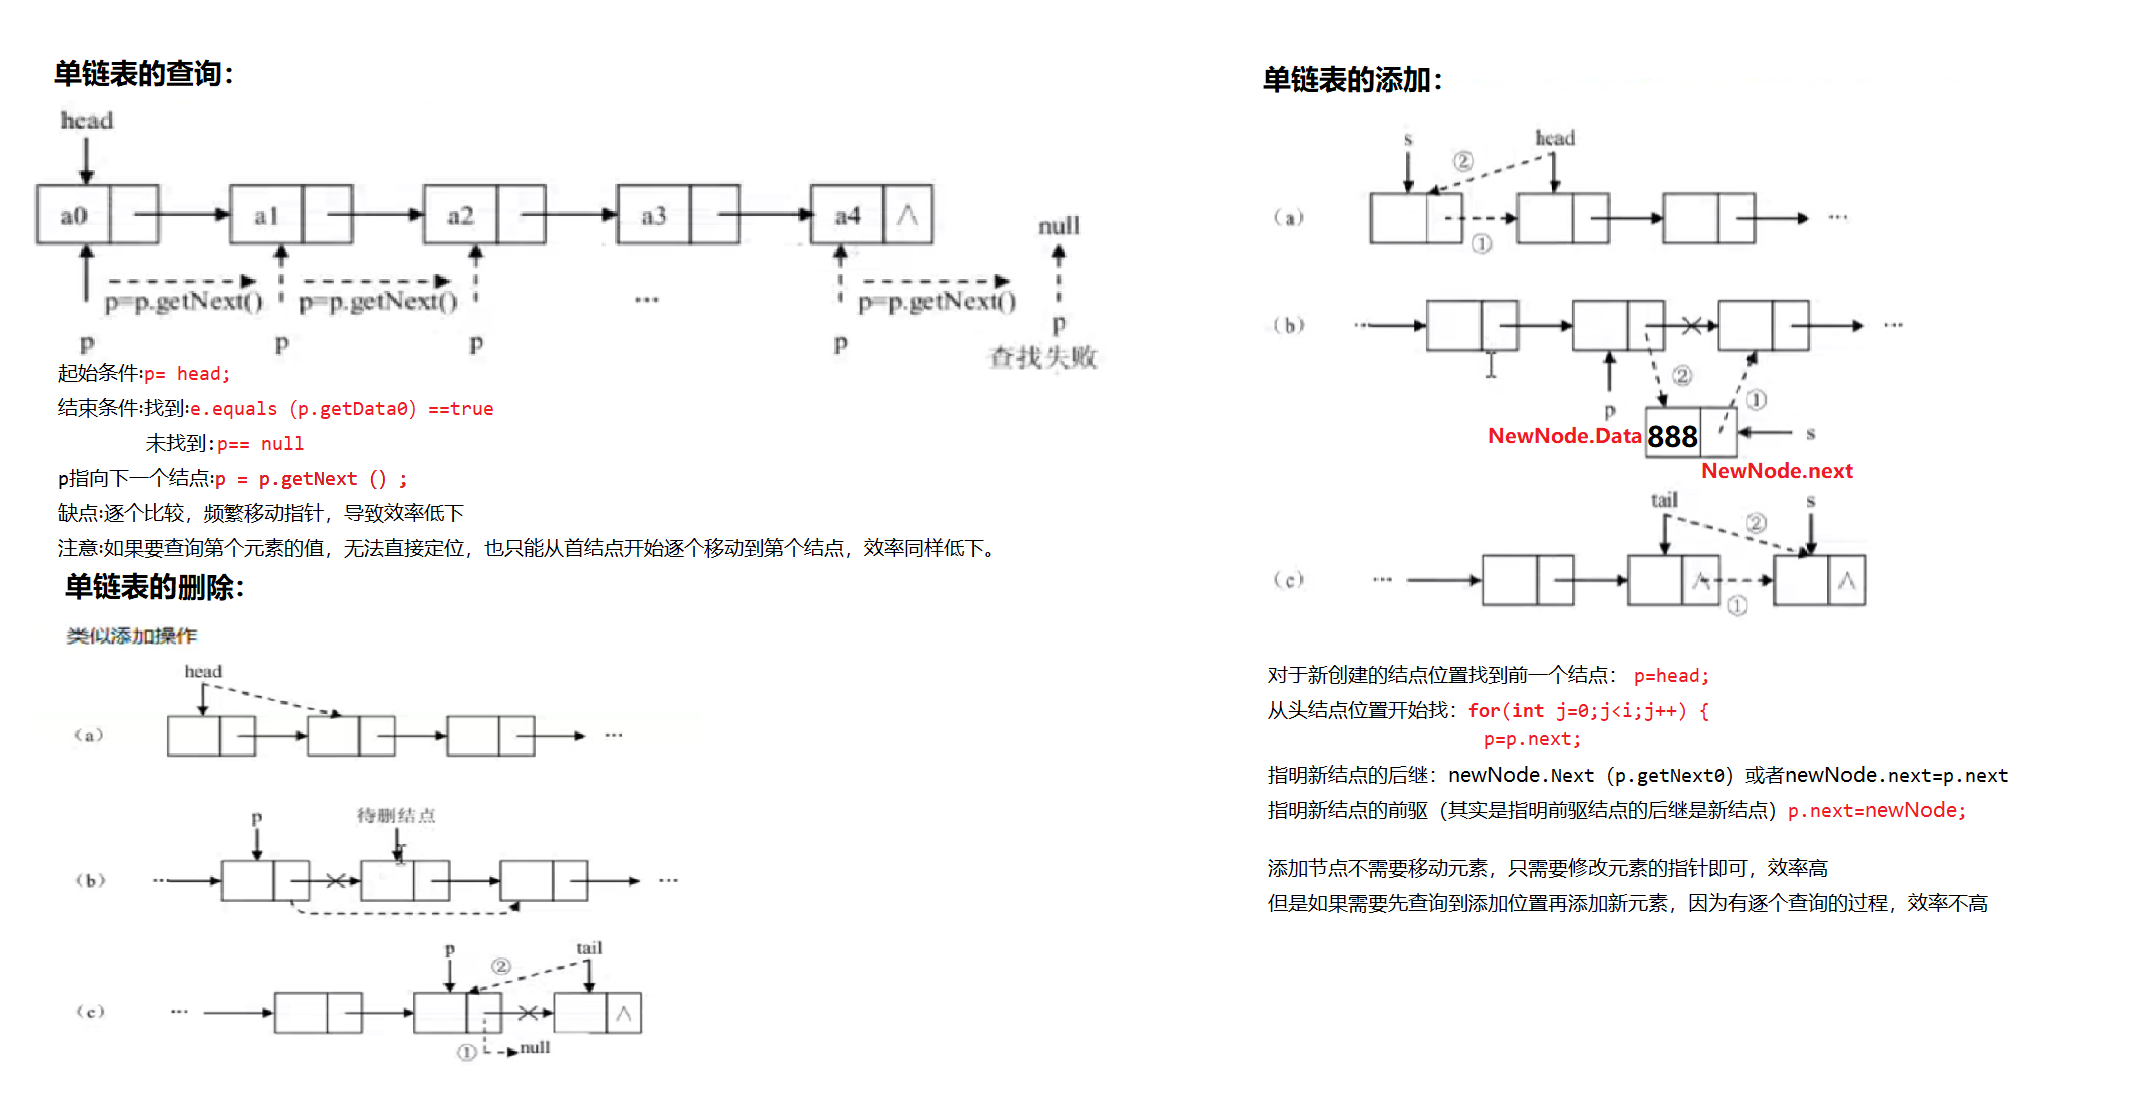 单链表的查询：
head
a0 a1 a2 a3 a4 ∧
null
p=p.getNext() p=p.getNext() ... p=p.getNext()
p p p p p
查找失败
起始条件:p= head;
结束条件:找到:e.equals（p.getData0）==true
未找到:p== null
p指向下一个结点:p = p.getNext () ;
缺点:逐个比较，频繁移动指针，导致效率低下
注意:如果要查询第个元素的值，无法直接定位，也只能从首结点开始逐个移动到第个结点，效率同样低下。
单链表的删除：
类似添加操作
head
（a） ...
p 待删结点
（b） ... ...
p ② tail
（c） ... ∧
① null
单链表的添加：
s ② head
（a） ① ...
（b） ... ...
② ①
p
NewNode.Data 888 s
NewNode.next
tail ② s
（c） ... ∧ ∧
①
对于新创建的结点位置找到前一个结点： p=head;
从头结点位置开始找：for(int j=0;j<i;j++) {
p=p.next;
指明新结点的后继：newNode.Next（p.getNext0）或者newNode.next=p.next
指明新结点的前驱（其实是指明前驱结点的后继是新结点）p.next=newNode;
添加节点不需要移动元素，只需要修改元素的指针即可，效率高
但是如果需要先查询到添加位置再添加新元素，因为有逐个查询的过程，效率不高